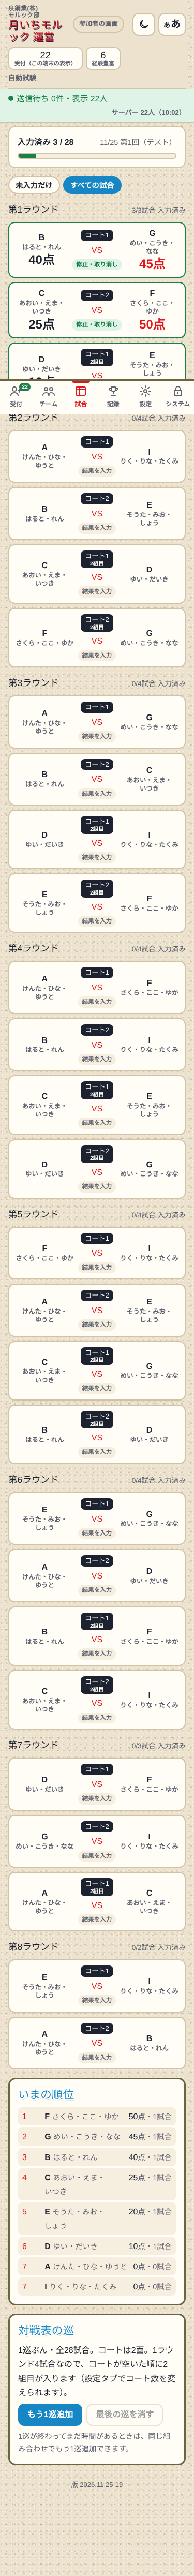 泉鋼業(株)
モルック部
月いちモル
ック 運営
参加者の画面
ぁあ
22
受付（この端末の表示）
6
経験豊富
自動試験
送信待ち 0件・表示 22人
サーバー 22人（10:02）
入力済み 3 / 28
11/25 第1回（テスト）
未入力だけ
すべての試合
第1ラウンド
3/3試合 入力済み
B
はると・れん
40点
コート1
VS
修正・取り消し
G
めい・こうき・
なな
45点
C
あおい・えま・
いつき
25点
コート2
VS
修正・取り消し
F
さくら・ここ・
ゆか
50点
D
ゆい・だいき
コート1
2組目
VS
E
そうた・みお・
しょう
22
受付
チーム
試合
記録
設定
システム
第2ラウンド
0/4試合 入力済み
A
けんた・ひな・
ゆうと
コート1
VS
結果を入力
I
りく・りな・たくみ
B
はると・れん
コート2
VS
結果を入力
E
そうた・みお・
しょう
C
あおい・えま・
いつき
コート1
2組目
VS
結果を入力
D
ゆい・だいき
F
さくら・ここ・ゆか
コート2
2組目
VS
結果を入力
G
めい・こうき・なな
第3ラウンド
0/4試合 入力済み
A
けんた・ひな・
ゆうと
コート1
VS
結果を入力
G
めい・こうき・なな
B
はると・れん
コート2
VS
結果を入力
C
あおい・えま・
いつき
D
ゆい・だいき
コート1
2組目
VS
結果を入力
I
りく・りな・たくみ
E
そうた・みお・
しょう
コート2
2組目
VS
結果を入力
F
さくら・ここ・ゆか
第4ラウンド
0/4試合 入力済み
A
けんた・ひな・
ゆうと
コート1
VS
結果を入力
F
さくら・ここ・ゆか
B
はると・れん
コート2
VS
結果を入力
I
りく・りな・たくみ
C
あおい・えま・
いつき
コート1
2組目
VS
結果を入力
E
そうた・みお・
しょう
D
ゆい・だいき
コート2
2組目
VS
結果を入力
G
めい・こうき・なな
第5ラウンド
0/4試合 入力済み
F
さくら・ここ・ゆか
コート1
VS
結果を入力
I
りく・りな・たくみ
A
けんた・ひな・
ゆうと
コート2
VS
結果を入力
E
そうた・みお・
しょう
C
あおい・えま・
いつき
コート1
2組目
VS
結果を入力
G
めい・こうき・なな
B
はると・れん
コート2
2組目
VS
結果を入力
D
ゆい・だいき
第6ラウンド
0/4試合 入力済み
E
そうた・みお・
しょう
コート1
VS
結果を入力
G
めい・こうき・なな
A
けんた・ひな・
ゆうと
コート2
VS
結果を入力
D
ゆい・だいき
B
はると・れん
コート1
2組目
VS
結果を入力
F
さくら・ここ・ゆか
C
あおい・えま・
いつき
コート2
2組目
VS
結果を入力
I
りく・りな・たくみ
第7ラウンド
0/3試合 入力済み
D
ゆい・だいき
コート1
VS
結果を入力
F
さくら・ここ・ゆか
G
めい・こうき・なな
コート2
VS
結果を入力
I
りく・りな・たくみ
A
けんた・ひな・
ゆうと
コート1
2組目
VS
結果を入力
C
あおい・えま・
いつき
第8ラウンド
0/2試合 入力済み
E
そうた・みお・
しょう
コート1
VS
結果を入力
I
りく・りな・たくみ
A
けんた・ひな・
ゆうと
コート2
VS
結果を入力
B
はると・れん
いまの順位
1 F さくら・ここ・ゆか 50点・1試合
2 G めい・こうき・なな 45点・1試合
3 B はると・れん 40点・1試合
4 C あおい・えま・ 25点・1試合
いつき
5 E そうた・みお・ 20点・1試合
しょう
6 D ゆい・だいき 10点・1試合
7 A けんた・ひな・ゆうと 0点・0試合
7 I りく・りな・たくみ 0点・0試合
対戦表の巡
1巡ぶん・全28試合。コートは2面。1ラウ
ンド4試合なので、コートが空いた順に2
組目が入ります（設定タブでコート数を変
えられます）。
もう1巡追加
最後の巡を消す
1巡が終わってまだ時間があるときは、同じ組
み合わせでもう1巡追加できます。
版 2026.11.25-19